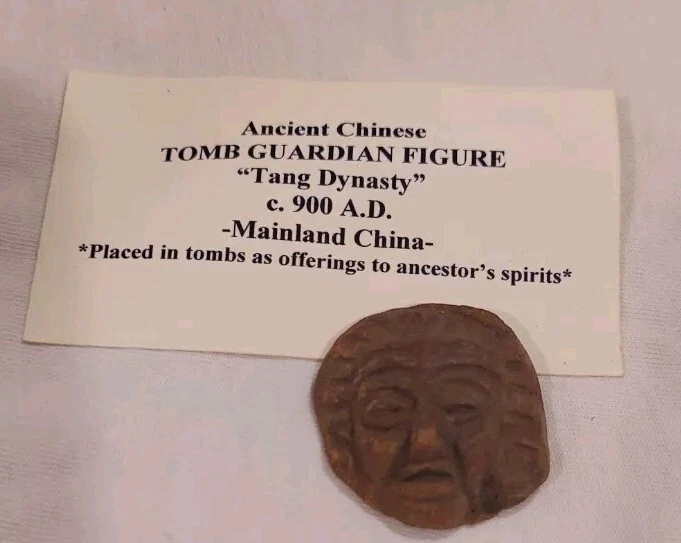 Ancient Chinese
TOMB GUARDIAN FIGURE
“Tang Dynasty”
c. 900 A.D.
-Mainland China-
*Placed in tombs as offerings to ancestor’s spirits*